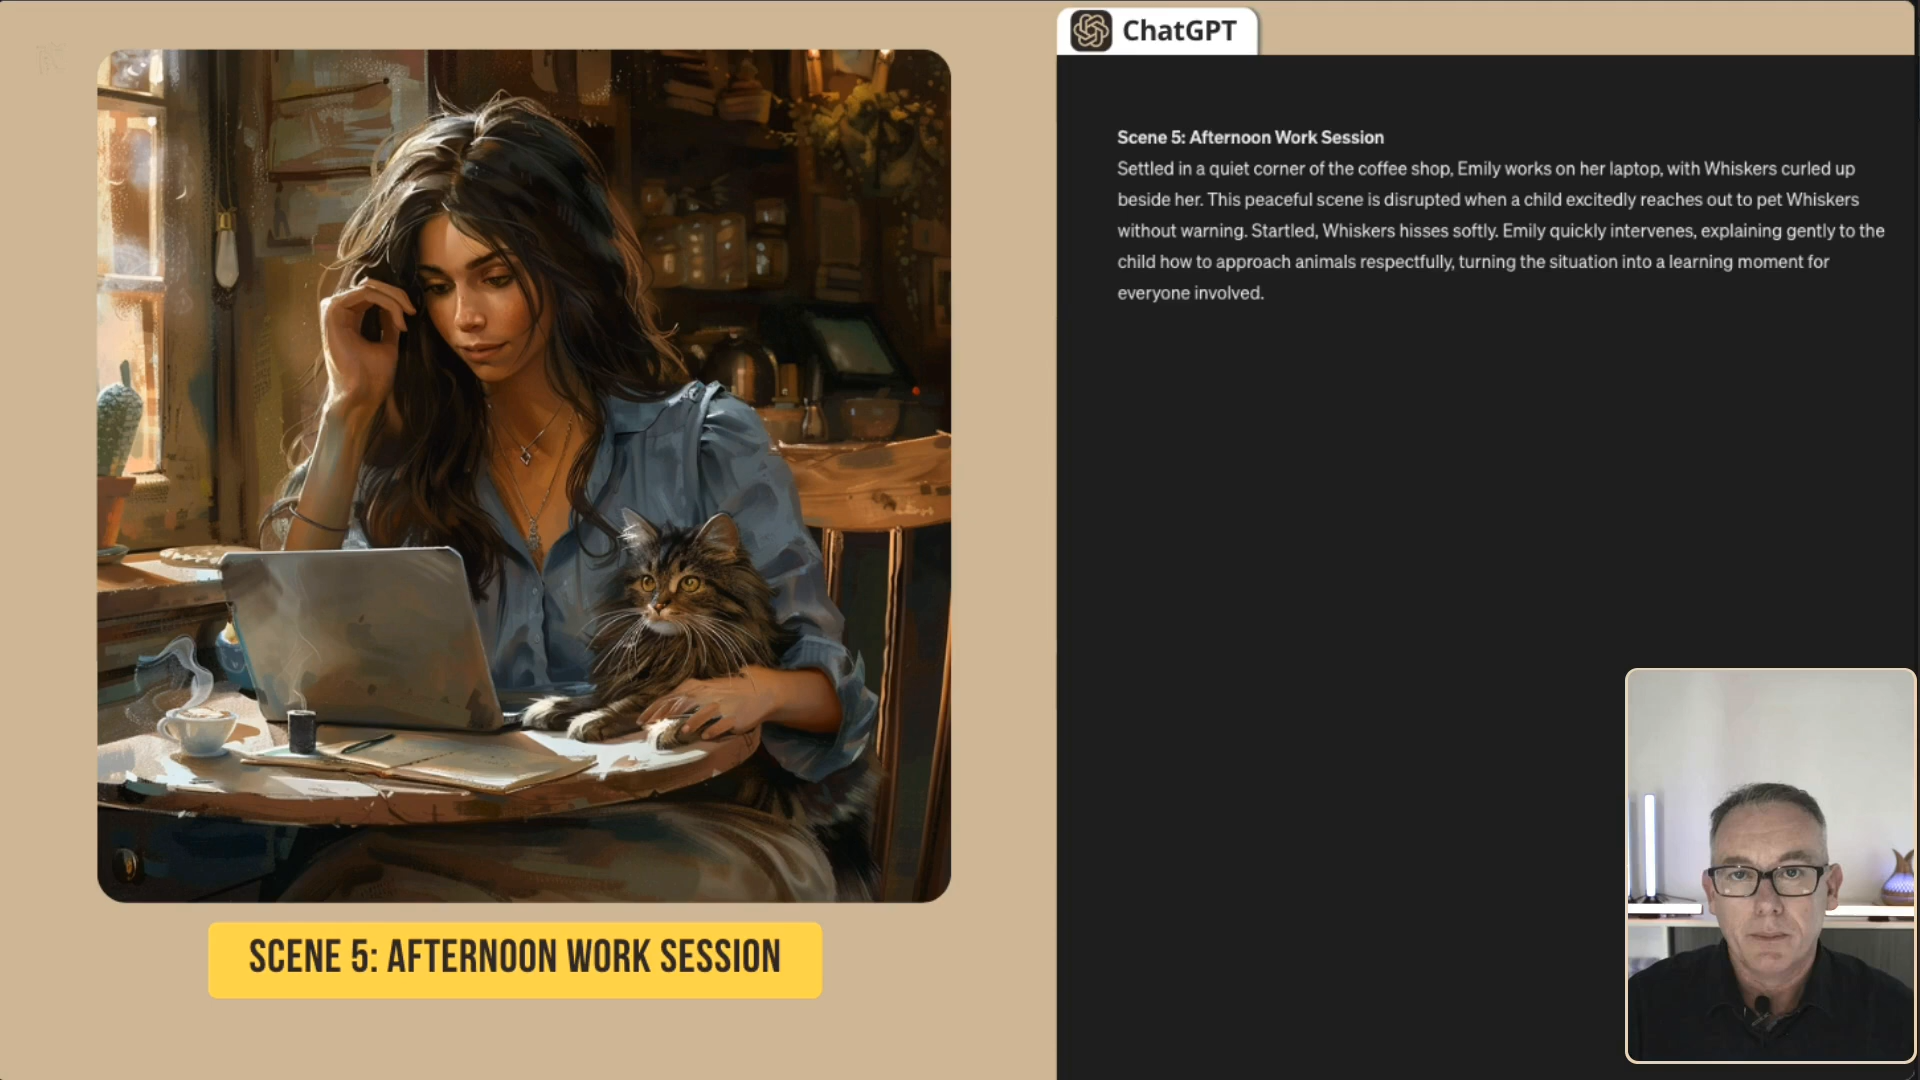 ChatGPT
Scene 5: Afternoon Work Session
Settled in a quiet corner of the coffee shop, Emily works on her laptop, with Whiskers curled up
beside her. This peaceful scene is disrupted when a child excitedly reaches out to pet Whiskers
without warning. Startled, Whiskers hisses softly. Emily quickly intervenes, explaining gently to the
child how to approach animals respectfully, turning the situation into a learning moment for
everyone involved.
SCENE 5: AFTERNOON WORK SESSION